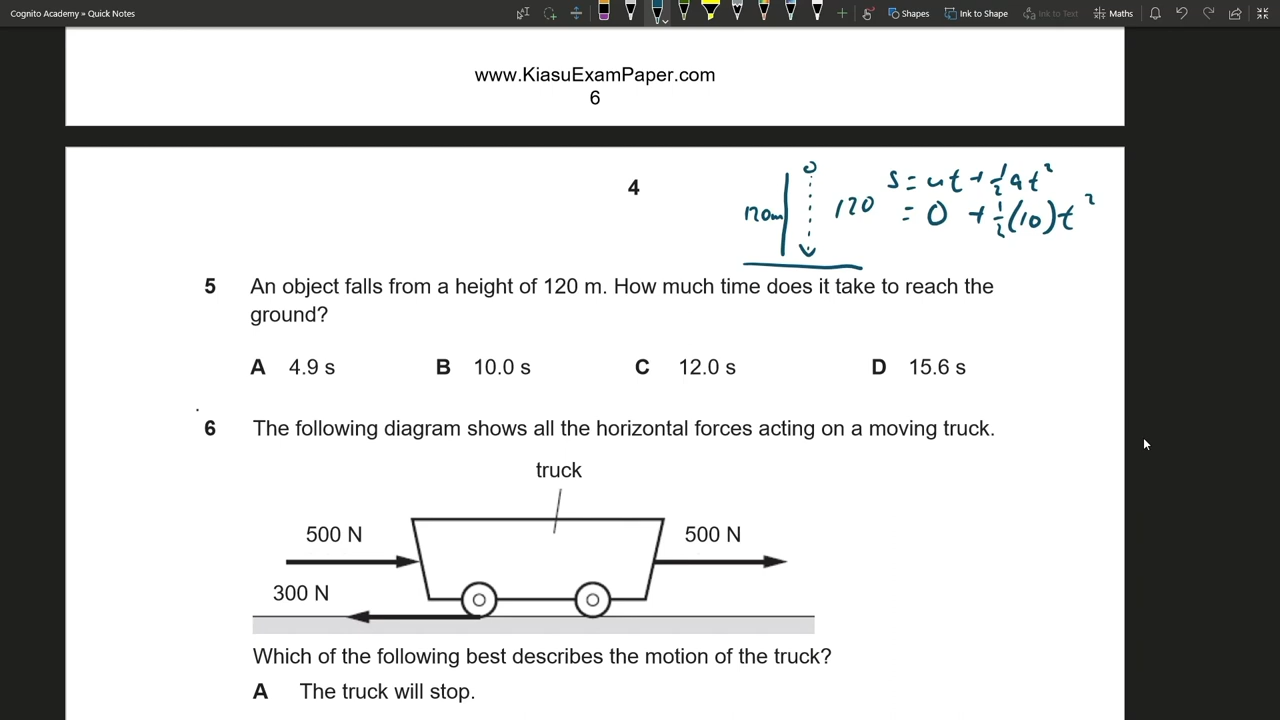 Cognito Academy » Quick Notes
Shapes
Ink to Shape
Ink to Text
Maths
www.KiasuExamPaper.com
6
4
120m
120
s = ut + ½at²
= 0 + ½(10)t²
5 An object falls from a height of 120 m. How much time does it take to reach the
ground?
A 4.9 s B 10.0 s C 12.0 s D 15.6 s
6 The following diagram shows all the horizontal forces acting on a moving truck.
truck
500 N
500 N
300 N
Which of the following best describes the motion of the truck?
A The truck will stop.